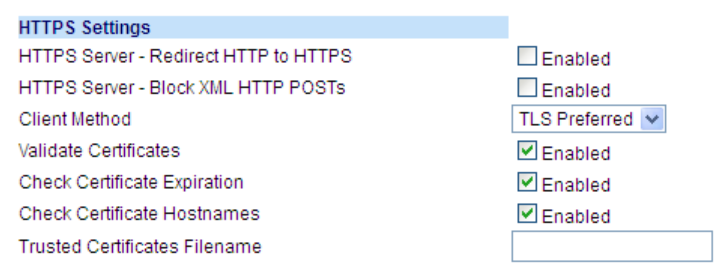 HTTPS Settings
HTTPS Server - Redirect HTTP to HTTPS Enabled
HTTPS Server - Block XML HTTP POSTs Enabled
Client Method TLS Preferred
Validate Certificates Enabled
Check Certificate Expiration Enabled
Check Certificate Hostnames Enabled
Trusted Certificates Filename